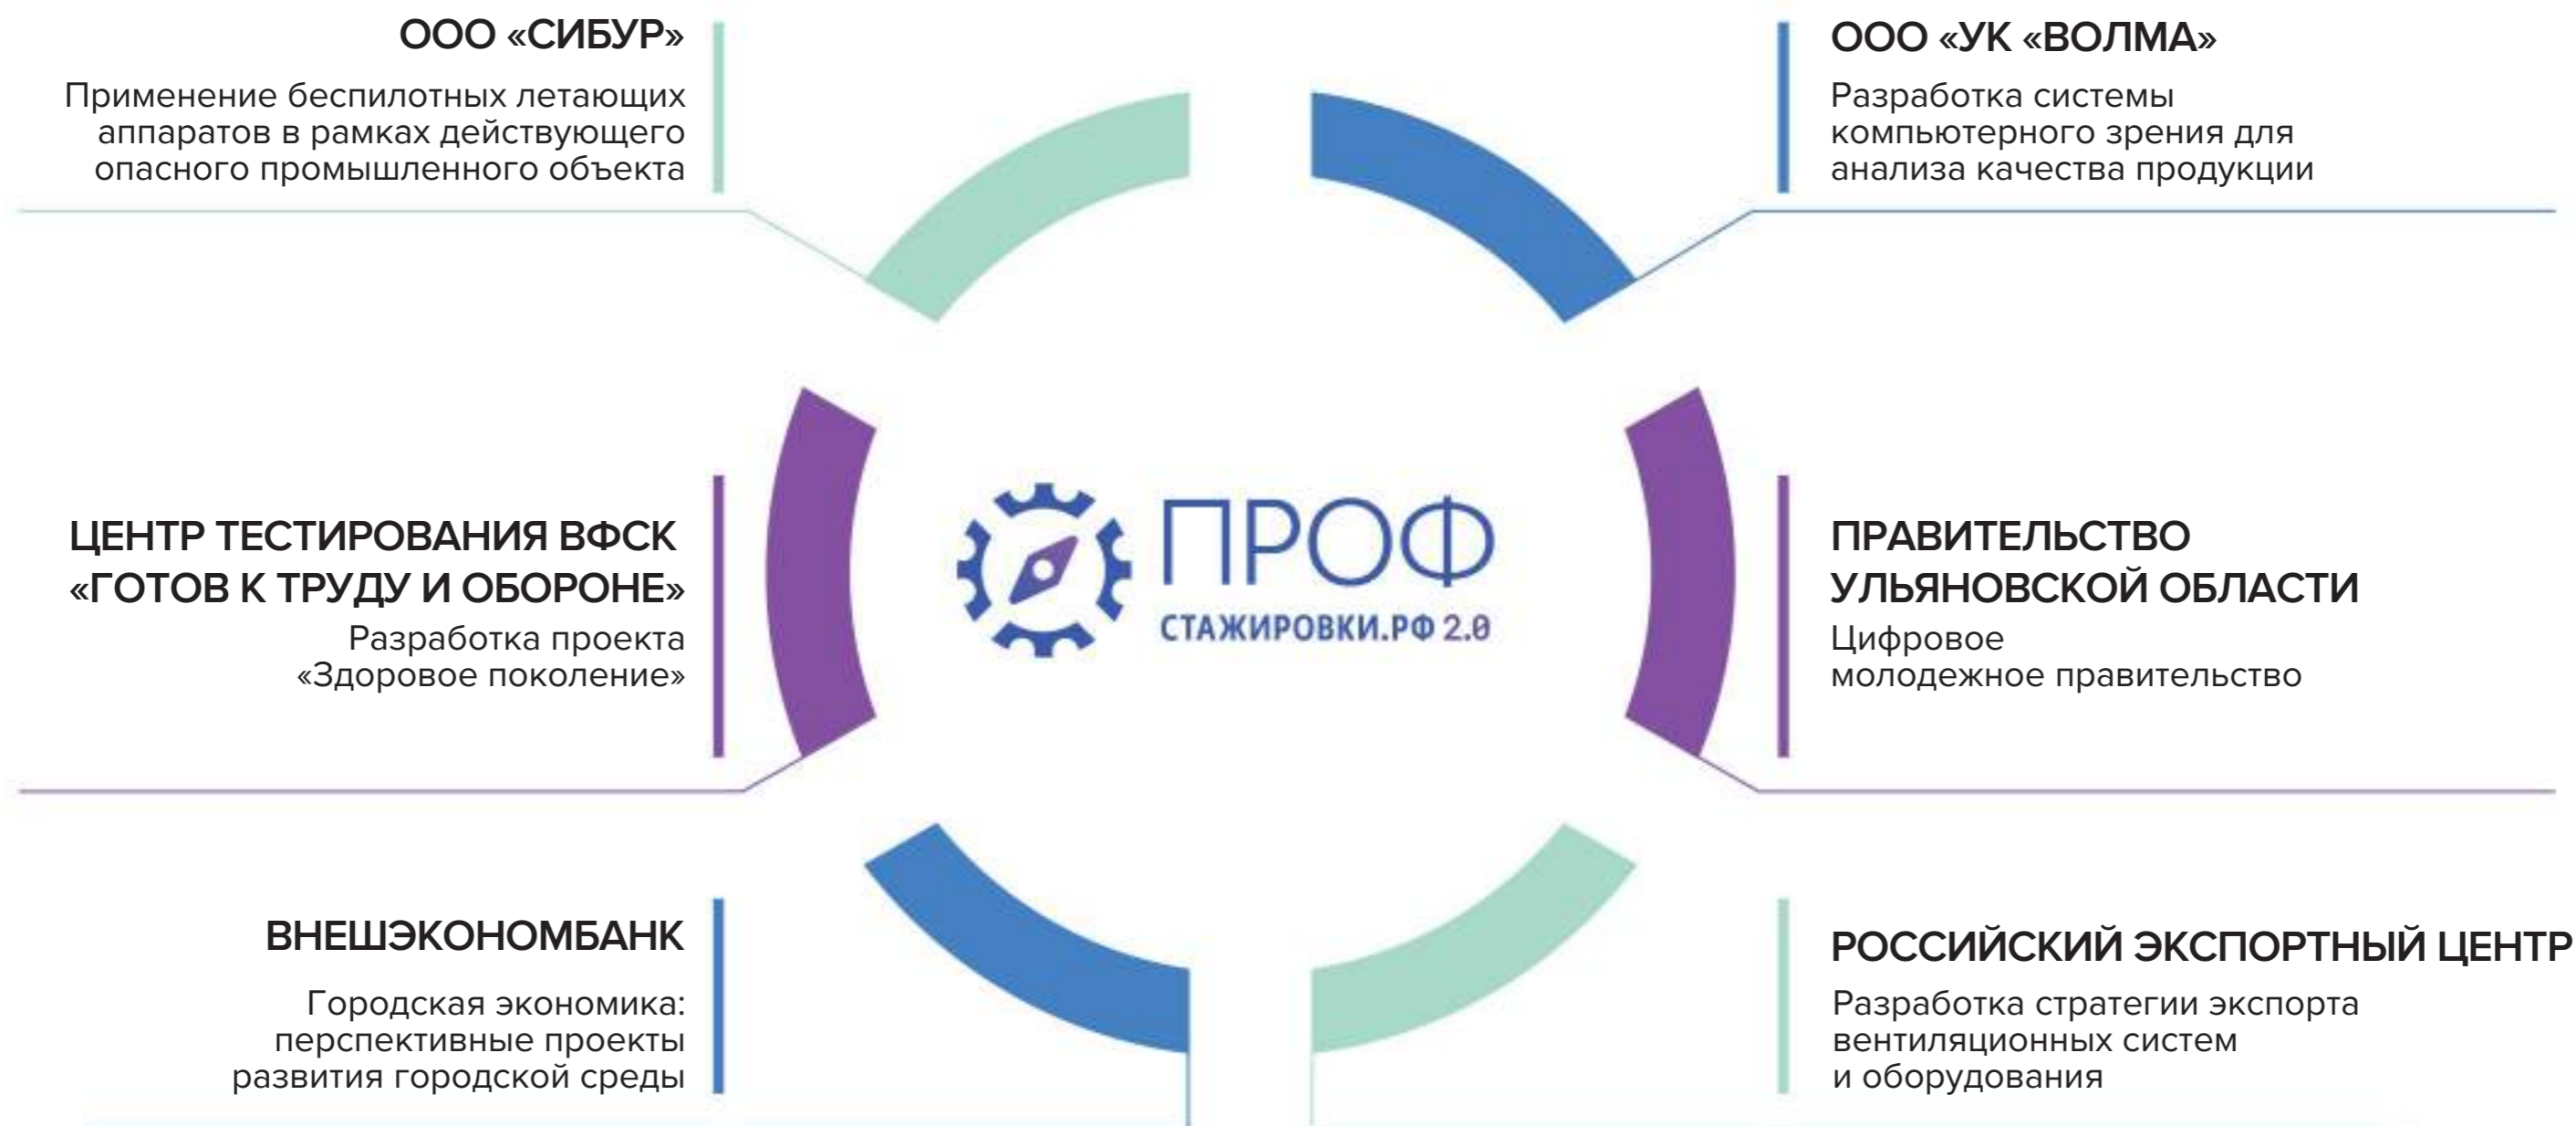 ООО «СИБУР»
Применение беспилотных летающих
аппаратов в рамках действующего
опасного промышленного объекта
ООО «УК «ВОЛМА»
Разработка системы
компьютерного зрения для
анализа качества продукции
ЦЕНТР ТЕСТИРОВАНИЯ ВФСК
«ГОТОВ К ТРУДУ И ОБОРОНЕ»
Разработка проекта
«Здоровое поколение»
ПРОФ
СТАЖИРОВКИ.РФ 2.0
ПРАВИТЕЛЬСТВО
УЛЬЯНОВСКОЙ ОБЛАСТИ
Цифровое
молодежное правительство
ВНЕШЭКОНОМБАНК
Городская экономика:
перспективные проекты
развития городской среды
РОССИЙСКИЙ ЭКСПОРТНЫЙ ЦЕНТР
Разработка стратегии экспорта
вентиляционных систем
и оборудования